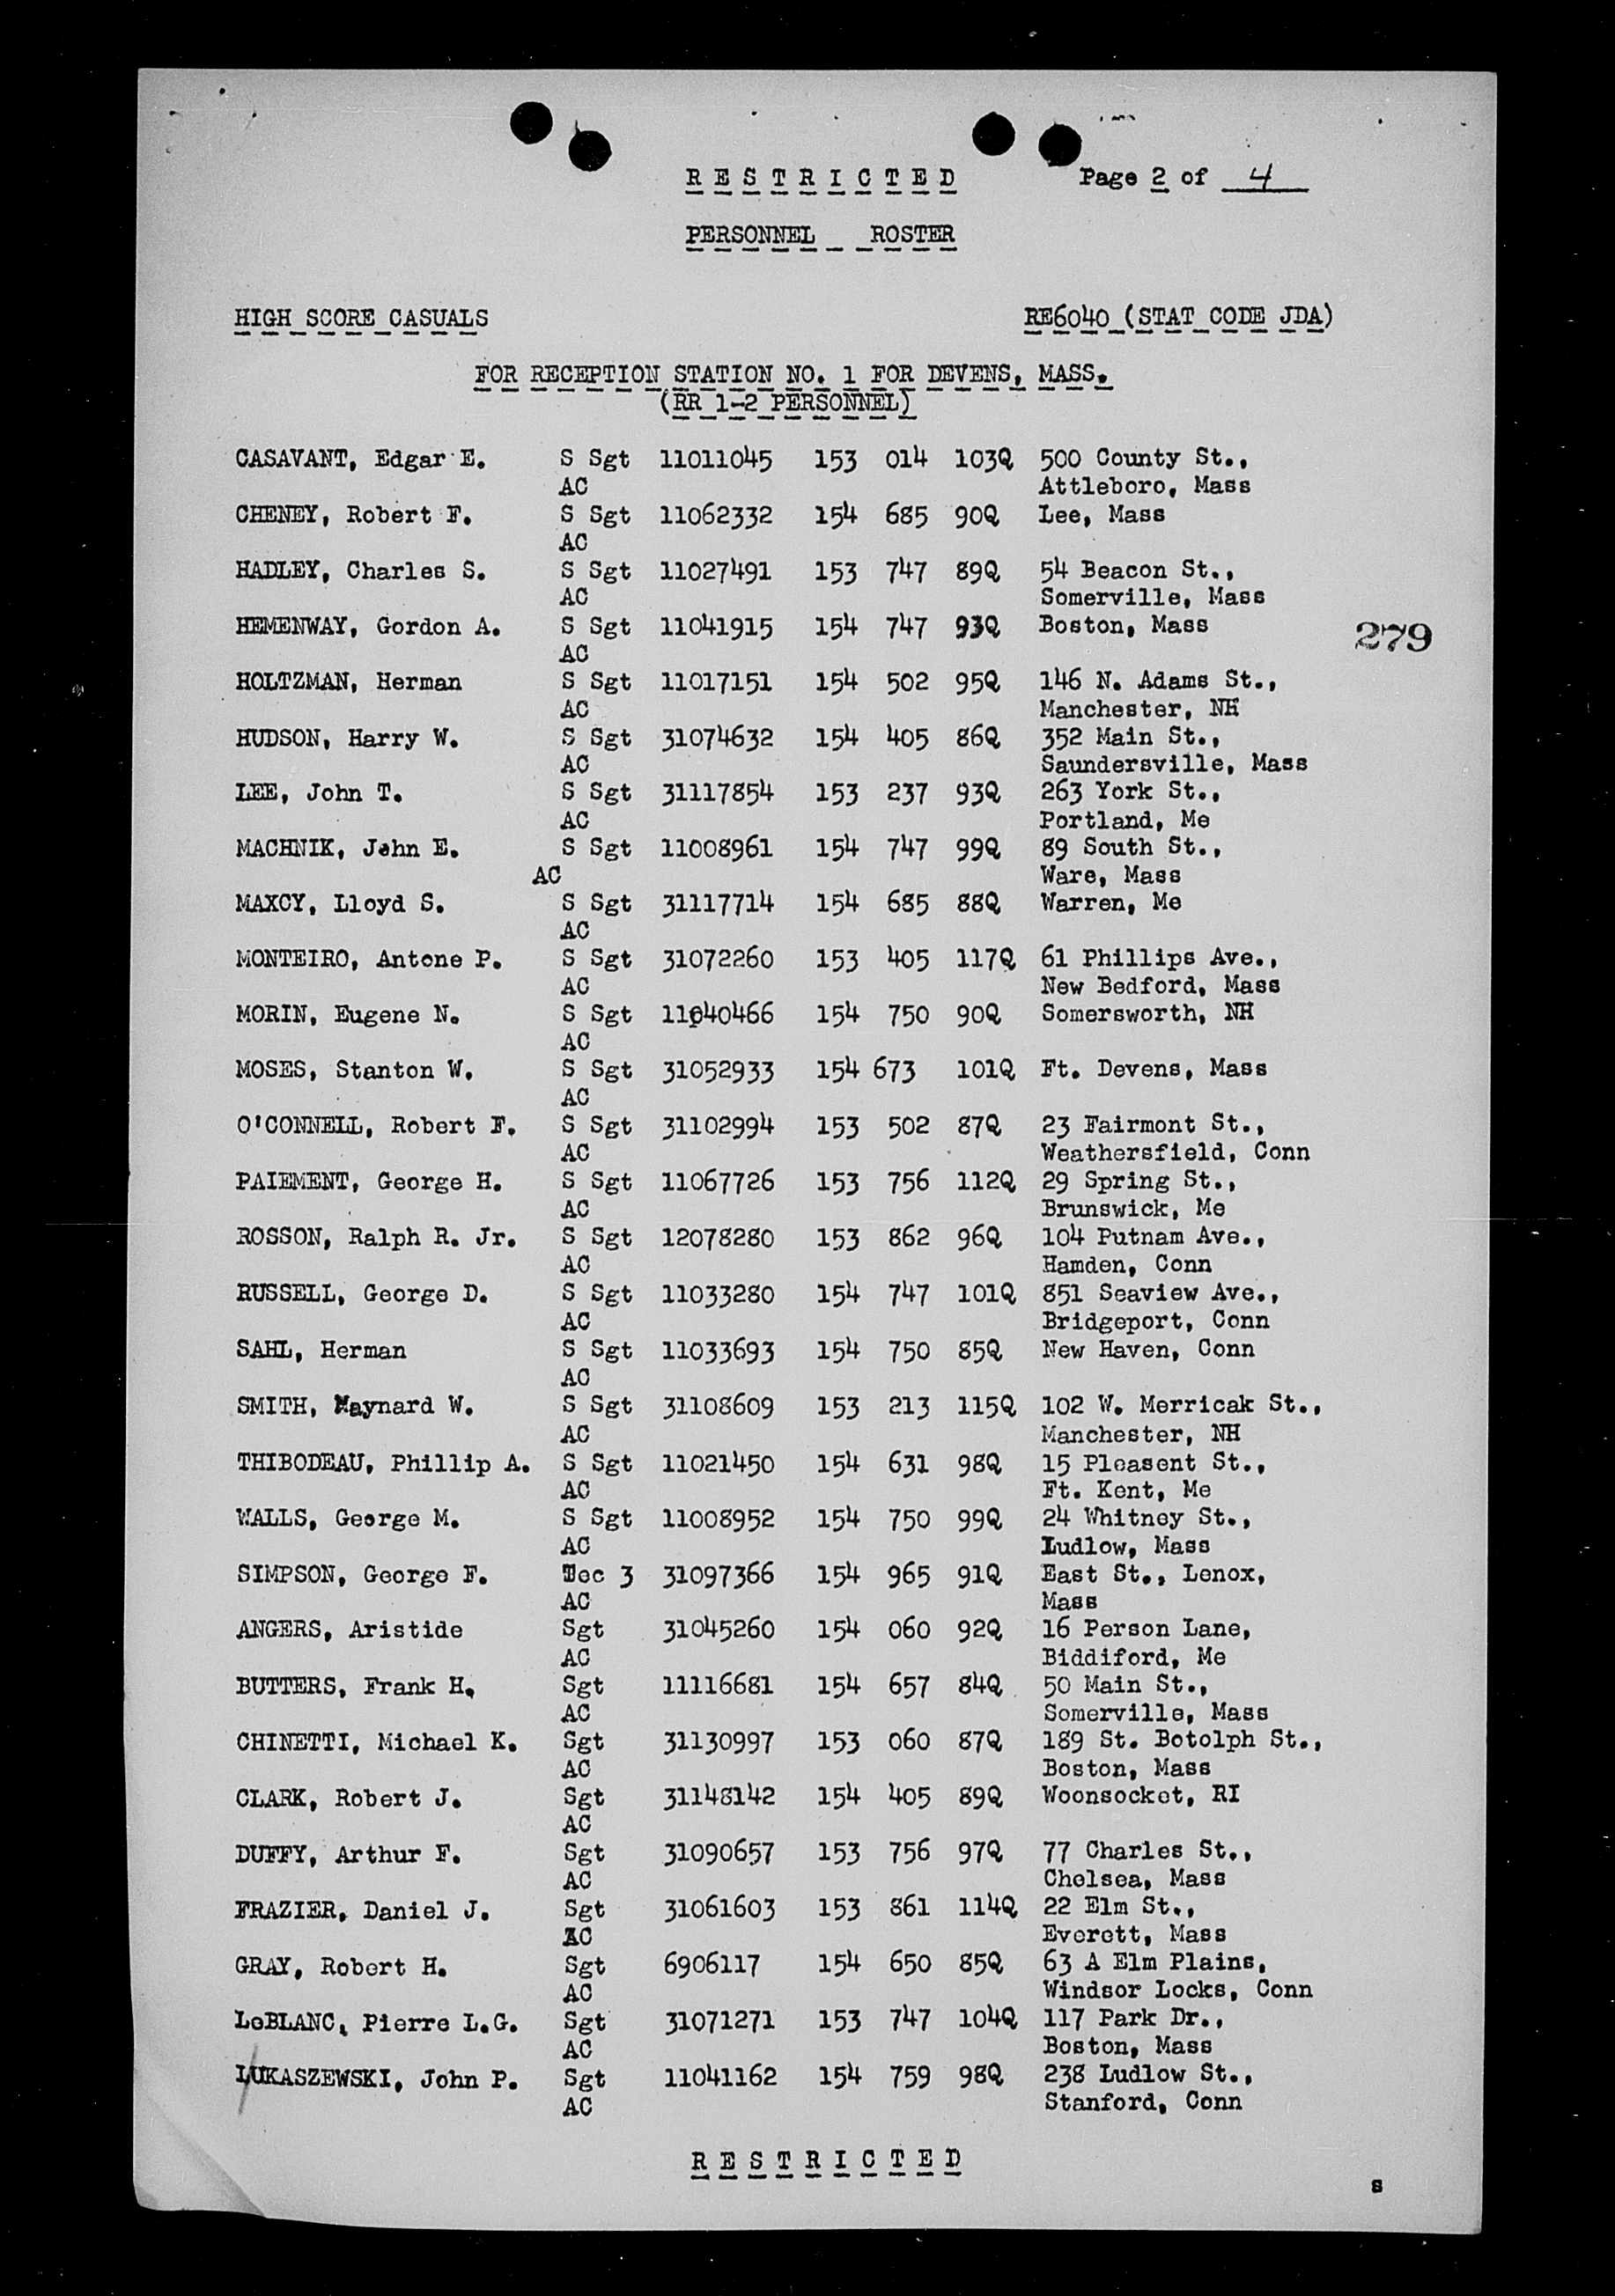 R E S T R I C T E D Page 2 of 4
PERSONNEL ROSTER
HIGH SCORE CASUALS RE6040 (STAT CODE JDA)
FOR RECEPTION STATION NO. 1 FOR DEVENS, MASS.
(RR 1-2 PERSONNEL)
CASAVANT, Edgar E. S Sgt 11011045 153 014 103Q 500 County St.,
AC Attleboro, Mass
CHENEY, Robert F. S Sgt 11062332 154 685 90Q Lee, Mass
AC
HADLEY, Charles S. S Sgt 11027491 153 747 89Q 54 Beacon St.,
AC Somerville, Mass
HEMENWAY, Gordon A. S Sgt 11041915 154 747 93Q Boston, Mass
279
AC
HOLTZMAN, Herman S Sgt 11017151 154 502 95Q 146 N. Adams St.,
AC Manchester, NH
HUDSON, Harry W. S Sgt 31074632 154 405 86Q 352 Main St.,
AC Saundersville, Mass
LEE, John T. S Sgt 31117854 153 237 93Q 263 York St.,
AC Portland, Me
MACHNIK, John E. S Sgt 11008961 154 747 99Q 89 South St.,
AC Ware, Mass
MAXCY, Lloyd S. S Sgt 31117714 154 685 88Q Warren, Me
AC
MONTEIRO, Antone P. S Sgt 31072260 153 405 117Q 61 Phillips Ave.,
AC New Bedford, Mass
MORIN, Eugene N. S Sgt 11040466 154 750 90Q Somersworth, NH
AC
MOSES, Stanton W. S Sgt 31052933 154 673 101Q Ft. Devens, Mass
AC
O'CONNELL, Robert F. S Sgt 31102994 153 502 87Q 23 Fairmont St.,
AC Weathersfield, Conn
PAIEMENT, George H. S Sgt 11067726 153 756 112Q 29 Spring St.,
AC Brunswick, Me
ROSSON, Ralph R. Jr. S Sgt 12078280 153 862 96Q 104 Putnam Ave.,
AC Hamden, Conn
RUSSELL, George D. S Sgt 11033280 154 747 101Q 851 Seaview Ave.,
AC Bridgeport, Conn
SAHL, Herman S Sgt 11033693 154 750 85Q New Haven, Conn
AC
SMITH, Maynard W. S Sgt 31108609 153 213 115Q 102 W. Merricak St.,
AC Manchester, NH
THIBODEAU, Phillip A. S Sgt 11021450 154 631 98Q 15 Pleasent St.,
AC Ft. Kent, Me
WALLS, George M. S Sgt 11008952 154 750 99Q 24 Whitney St.,
AC Ludlow, Mass
SIMPSON, George F. Tec 3 31097366 154 965 91Q East St., Lenox,
AC Mass
ANGERS, Aristide Sgt 31045260 154 060 92Q 16 Person Lane,
AC Biddiford, Me
BUTTERS, Frank H. Sgt 11116681 154 657 84Q 50 Main St.,
AC Somerville, Mass
CHINETTI, Michael K. Sgt 31130997 153 060 87Q 189 St. Botolph St.,
AC Boston, Mass
CLARK, Robert J. Sgt 31148142 154 405 89Q Woonsocket, RI
AC
DUFFY, Arthur F. Sgt 31090657 153 756 97Q 77 Charles St.,
AC Chelsea, Mass
FRAZIER, Daniel J. Sgt 31061603 153 861 114Q 22 Elm St.,
AC Everett, Mass
GRAY, Robert H. Sgt 6906117 154 650 85Q 63 A Elm Plains,
AC Windsor Locks, Conn
LeBLANC, Pierre L.G. Sgt 31071271 153 747 104Q 117 Park Dr.,
AC Boston, Mass
LUKASZEWSKI, John P. Sgt 11041162 154 759 98Q 238 Ludlow St.,
AC Stanford, Conn
R E S T R I C T E D
s